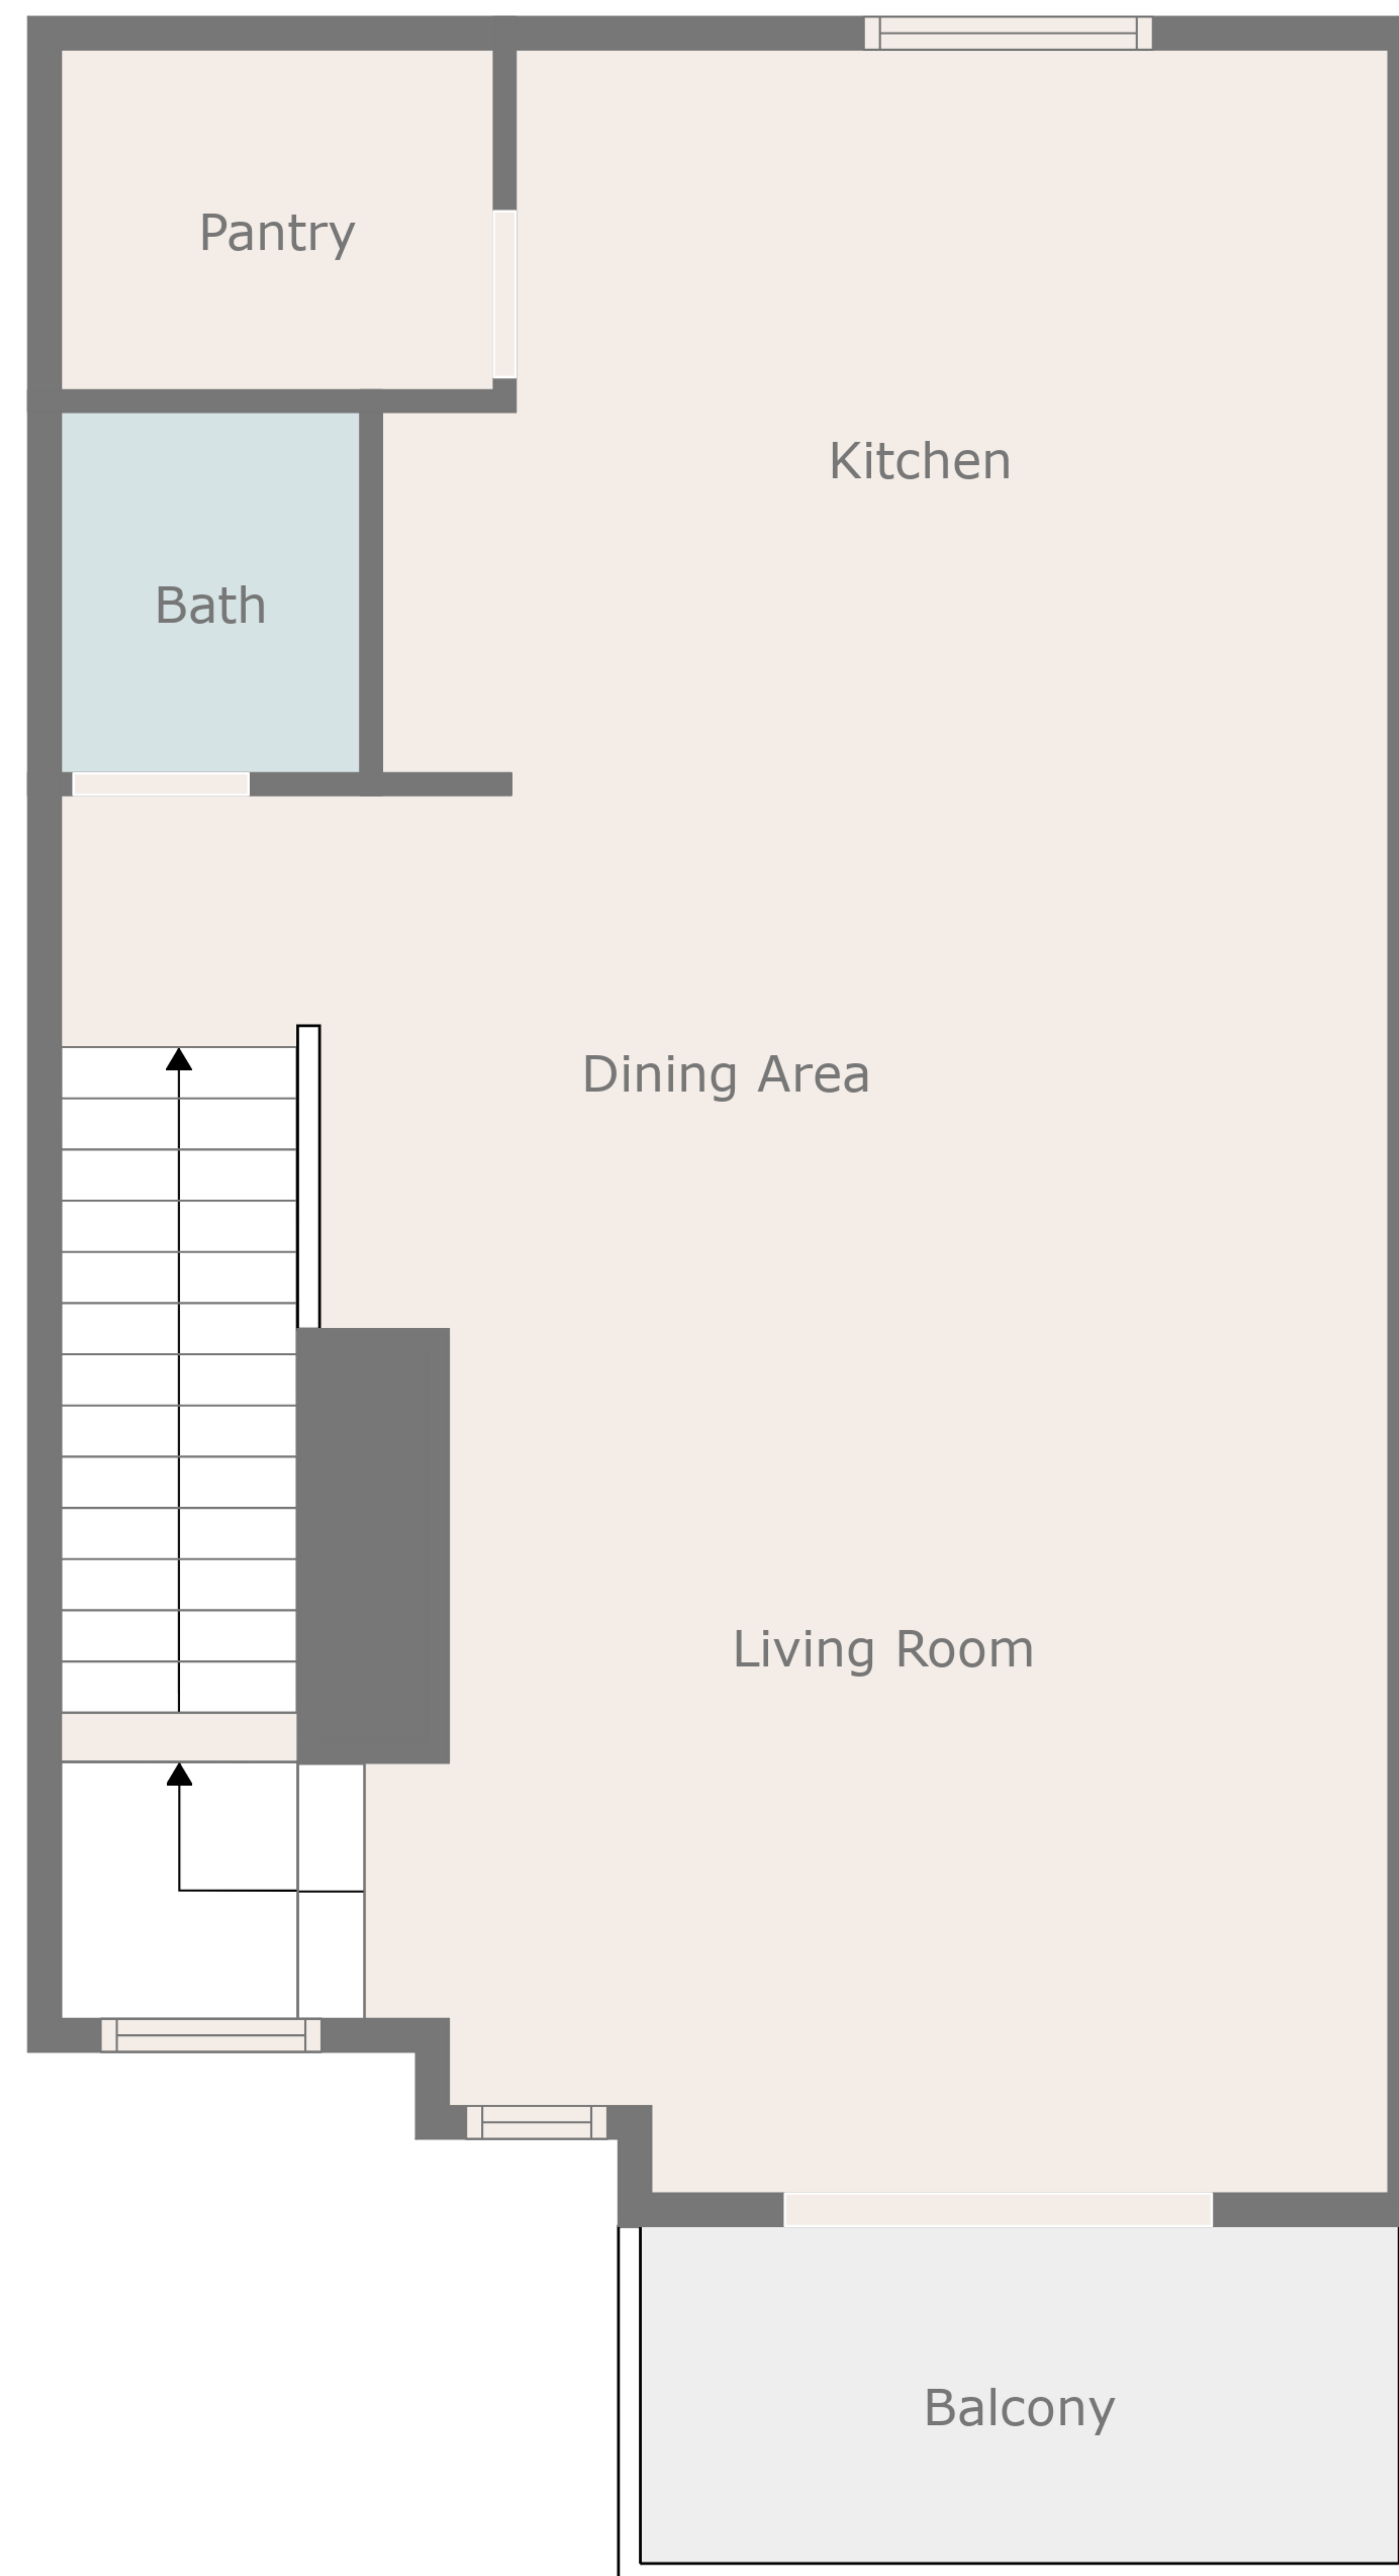 Pantry
Kitchen
Bath
Dining Area
Living Room
Balcony